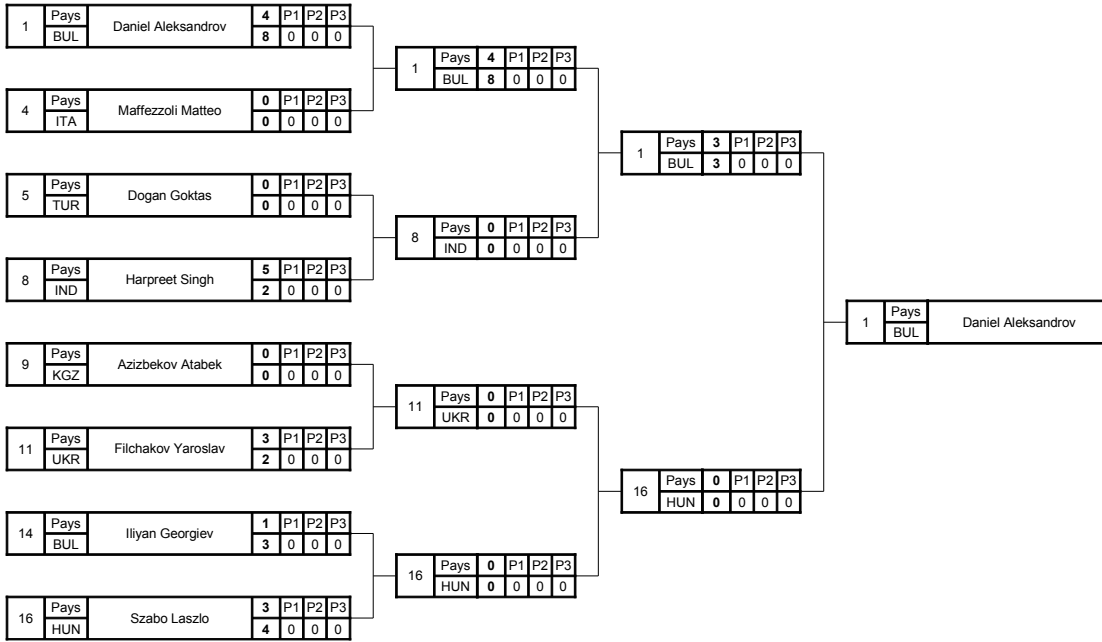 1 Pays Daniel Aleksandrov 4 P1 P2 P3
BUL 8 0 0 0
4 Pays Maffezzoli Matteo 0 P1 P2 P3
ITA 0 0 0 0
5 Pays Dogan Goktas 0 P1 P2 P3
TUR 0 0 0 0
8 Pays Harpreet Singh 5 P1 P2 P3
IND 2 0 0 0
9 Pays Azizbekov Atabek 0 P1 P2 P3
KGZ 0 0 0 0
11 Pays Filchakov Yaroslav 3 P1 P2 P3
UKR 2 0 0 0
14 Pays Iliyan Georgiev 1 P1 P2 P3
BUL 3 0 0 0
16 Pays Szabo Laszlo 3 P1 P2 P3
HUN 4 0 0 0
1 Pays 4 P1 P2 P3
BUL 8 0 0 0
8 Pays 0 P1 P2 P3
IND 0 0 0 0
11 Pays 0 P1 P2 P3
UKR 0 0 0 0
16 Pays 0 P1 P2 P3
HUN 0 0 0 0
1 Pays 3 P1 P2 P3
BUL 3 0 0 0
16 Pays 0 P1 P2 P3
HUN 0 0 0 0
1 Pays Daniel Aleksandrov
BUL